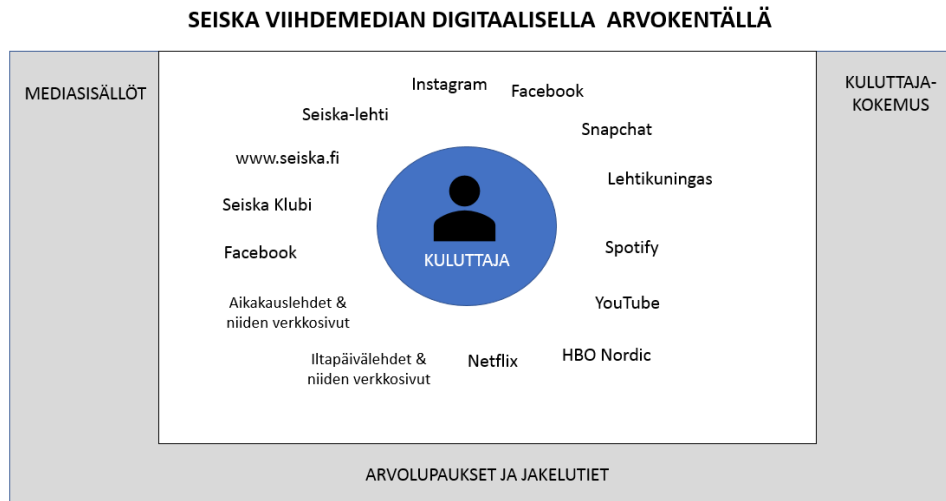 SEISKA VIIHDEMEDIAN DIGITAALISELLA ARVOKENTÄLLÄ
MEDIASISÄLLÖT
KULUTTAJA-
KOKEMUS
Instagram
Facebook
Seiska-lehti
Snapchat
www.seiska.fi
Lehtikuningas
Seiska Klubi
Facebook
Spotify
KULUTTAJA
Aikakauslehdet &
niiden verkkosivut
YouTube
Iltapäivälehdet &
niiden verkkosivut
Netflix
HBO Nordic
ARVOLUPAUKSET JA JAKELUTIET